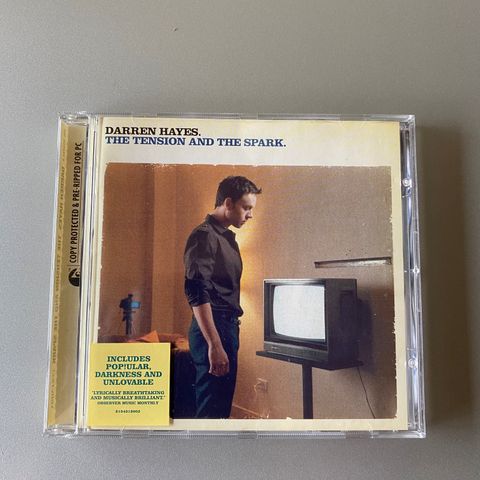 DARREN HAYES.
THE TENSION AND THE SPARK.
COPY PROTECTED & PRE-RIPPED FOR PC
INCLUDES
POP!ULAR,
DARKNESS AND
UNLOVABLE
"LYRICALLY BREATHTAKING
AND MUSICALLY BRILLIANT."
OBSERVER MUSIC MONTHLY